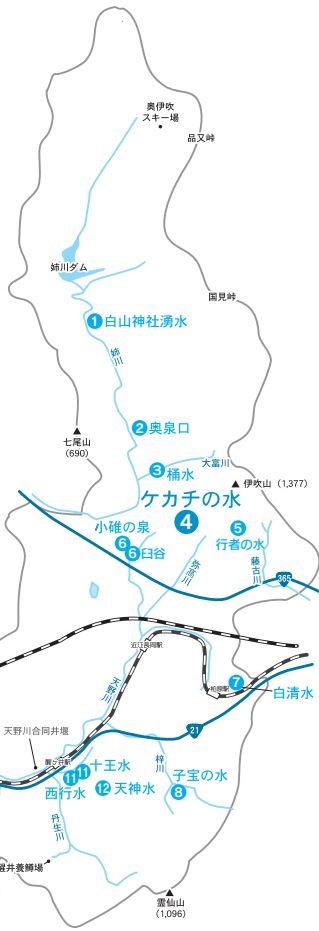 奥伊吹
スキー場
品又峠
姉川ダム
国見峠
1 白山神社湧水
姉川
2 奥泉口
七尾山
(690)
大富川
3 桶水
伊吹山 (1,377)
ケカチの水
4
小碓の泉
6
6 臼谷
5
行者の水
弥高川
藤古川
365
近江長岡駅
天野川
柏原駅
7
白清水
21
天野川合同井堰
醒ヶ井駅
11 11 十王水
西行水
12 天神水
梓川
子宝の水
8
丹生川
醒井養鱒場
霊仙山
(1,096)